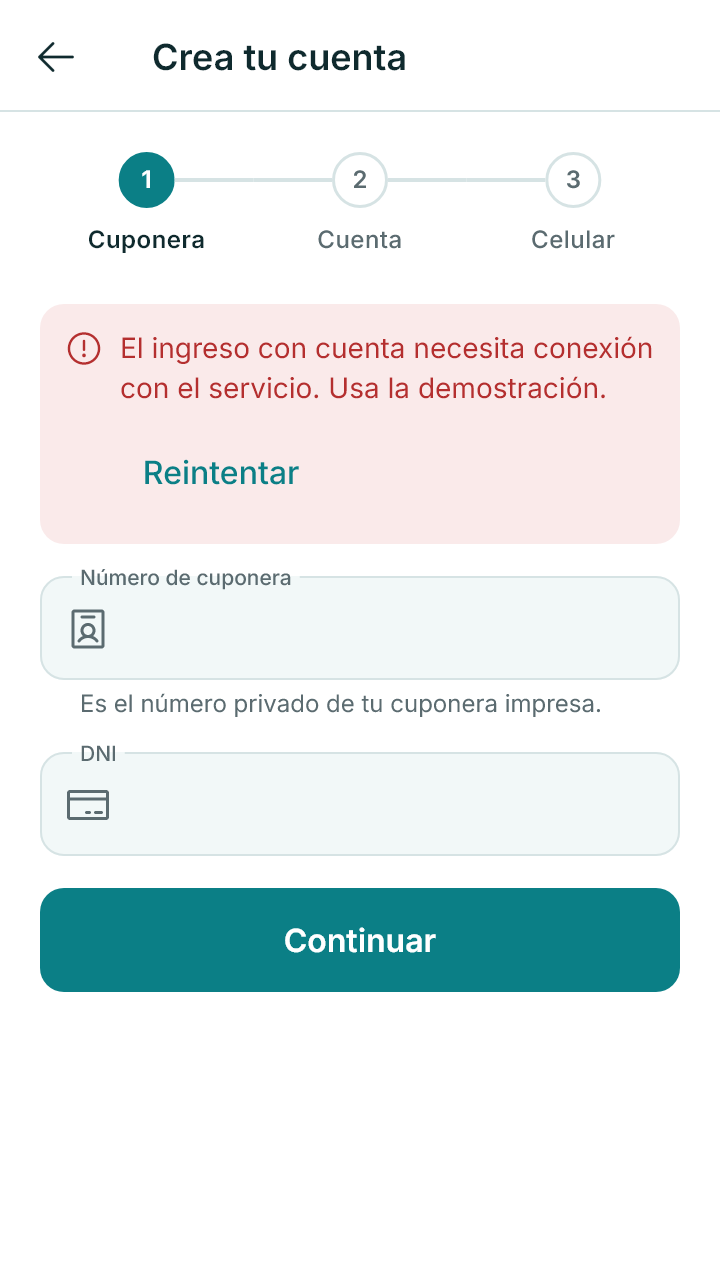 Crea tu cuenta
1
2
3
Cuponera
Cuenta
Celular
El ingreso con cuenta necesita conexión
con el servicio. Usa la demostración.
Reintentar
Número de cuponera
Es el número privado de tu cuponera impresa.
DNI
Continuar